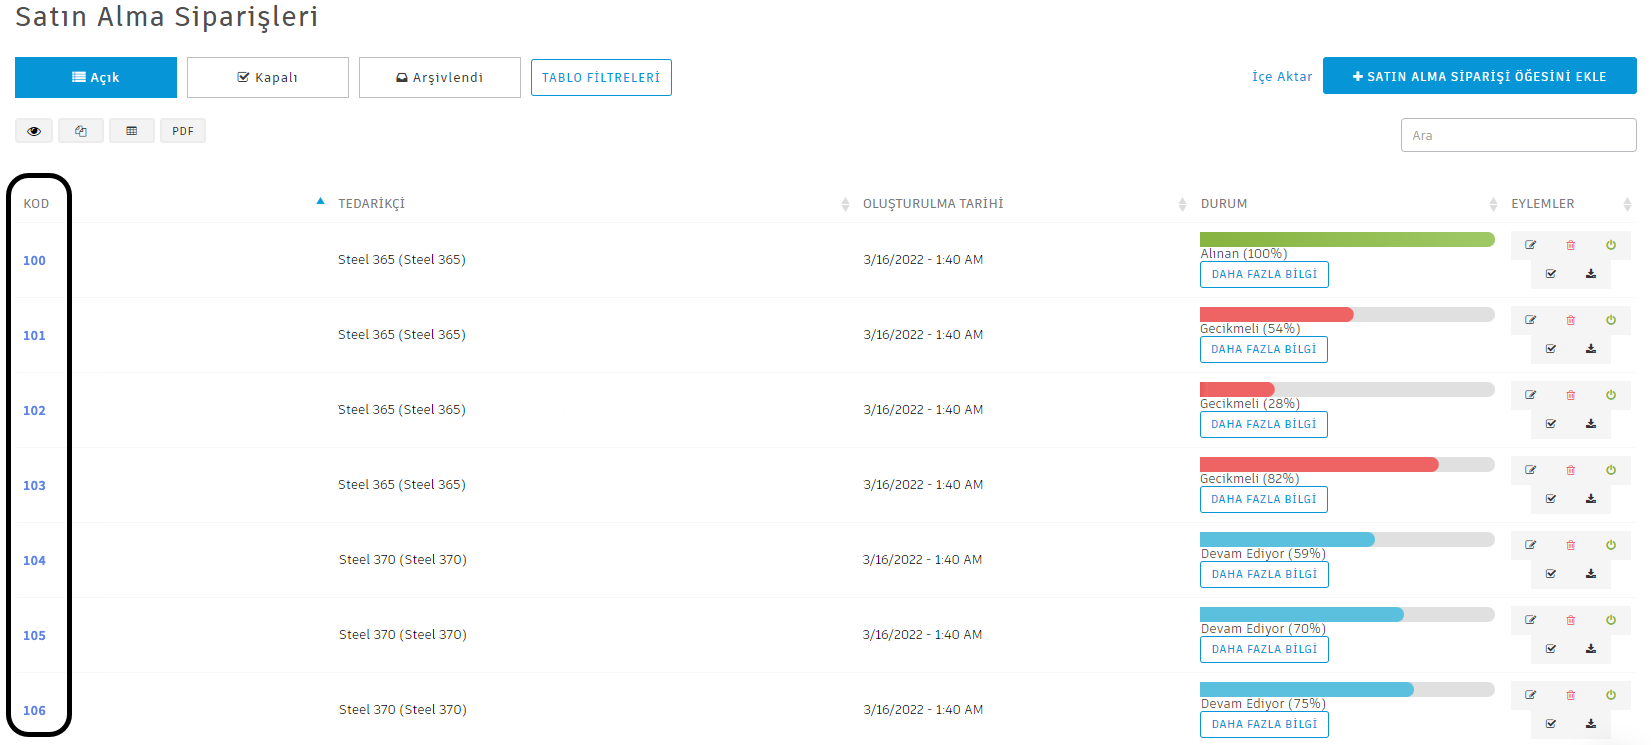 Satın Alma Siparişleri
Açık Kapalı Arşivlendi TABLO FİLTRELERİ İçe Aktar SATIN ALMA SİPARİŞİ ÖĞESİNİ EKLE
PDF Ara
KOD TEDARİKÇİ OLUŞTURULMA TARİHİ DURUM EYLEMLER
100 Steel 365 (Steel 365) 3/16/2022 - 1:40 AM Alınan (100%)
DAHA FAZLA BİLGİ
101 Steel 365 (Steel 365) 3/16/2022 - 1:40 AM Gecikmeli (54%)
DAHA FAZLA BİLGİ
102 Steel 365 (Steel 365) 3/16/2022 - 1:40 AM Gecikmeli (28%)
DAHA FAZLA BİLGİ
103 Steel 365 (Steel 365) 3/16/2022 - 1:40 AM Gecikmeli (82%)
DAHA FAZLA BİLGİ
104 Steel 370 (Steel 370) 3/16/2022 - 1:40 AM Devam Ediyor (59%)
DAHA FAZLA BİLGİ
105 Steel 370 (Steel 370) 3/16/2022 - 1:40 AM Devam Ediyor (70%)
DAHA FAZLA BİLGİ
106 Steel 370 (Steel 370) 3/16/2022 - 1:40 AM Devam Ediyor (75%)
DAHA FAZLA BİLGİ